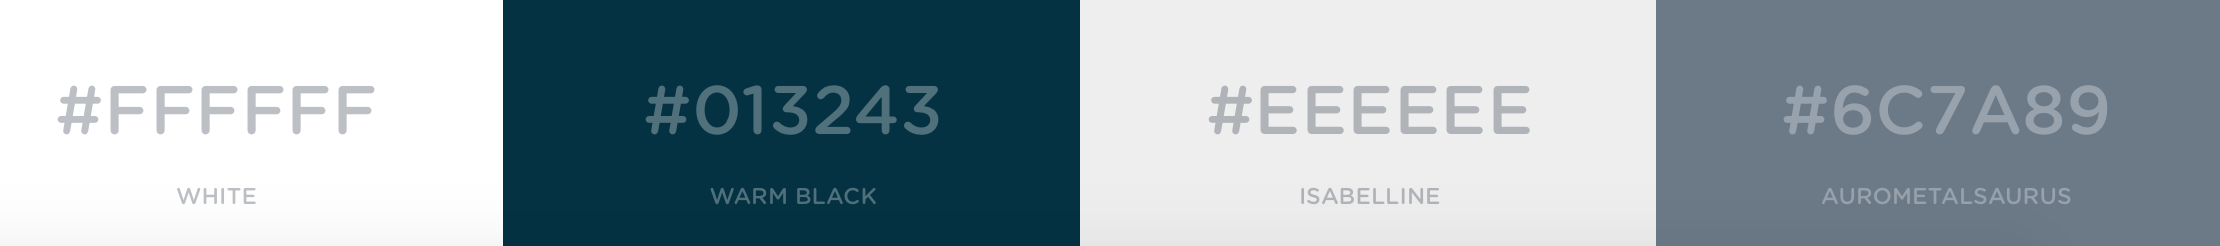 #FFFFFF
WHITE
#013243
WARM BLACK
#EEEEEE
ISABELLINE
#6C7A89
AUROMETALSAURUS